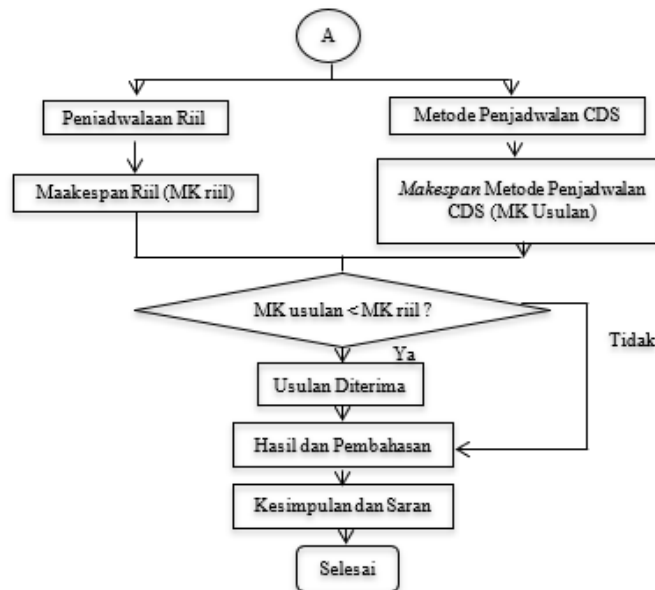 A
Penjadwalaan Riil
Metode Penjadwalan CDS
Maakespan Riil (MK riil)
Makespan Metode Penjadwalan
CDS (MK Usulan)
MK usulan < MK riil ?
Tidak
Ya
Usulan Diterima
Hasil dan Pembahasan
Kesimpulan dan Saran
Selesai